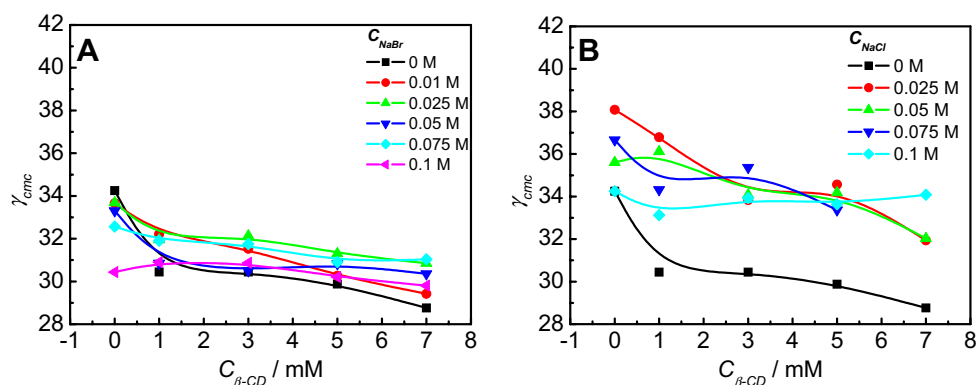 A
C_NaBr
0 M
0.01 M
0.025 M
0.05 M
0.075 M
0.1 M
γ_cmc
42
40
38
36
34
32
30
28
-1 0 1 2 3 4 5 6 7 8
C_β-CD / mM
B
C_NaCl
0 M
0.025 M
0.05 M
0.075 M
0.1 M
γ_cmc
42
40
38
36
34
32
30
28
-1 0 1 2 3 4 5 6 7 8
C_β-CD / mM